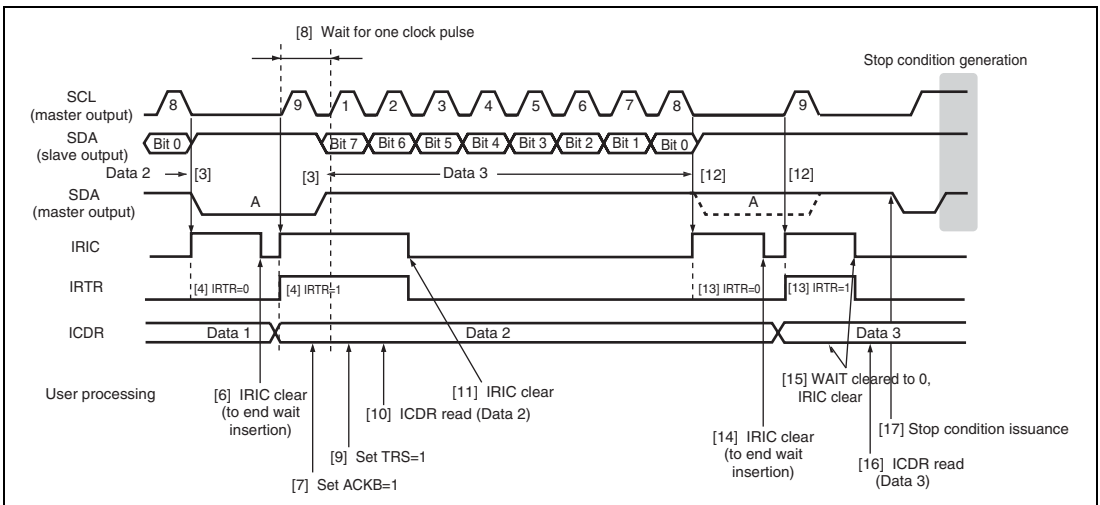 [8] Wait for one clock pulse
Stop condition generation
SCL
(master output)
8 9 1 2 3 4 5 6 7 8 9
SDA
(slave output)
Bit 0 Bit 7 Bit 6 Bit 5 Bit 4 Bit 3 Bit 2 Bit 1 Bit 0
Data 2 [3] [3] Data 3 [12] [12]
SDA
(master output)
A A
IRIC
IRTR
[4] IRTR=0 [4] IRTR=1 [13] IRTR=0 [13] IRTR=1
ICDR
Data 1 Data 2 Data 3
User processing
[6] IRIC clear
(to end wait
insertion)
[7] Set ACKB=1
[9] Set TRS=1
[10] ICDR read (Data 2)
[11] IRIC clear
[14] IRIC clear
(to end wait
insertion)
[15] WAIT cleared to 0,
IRIC clear
[16] ICDR read
(Data 3)
[17] Stop condition issuance